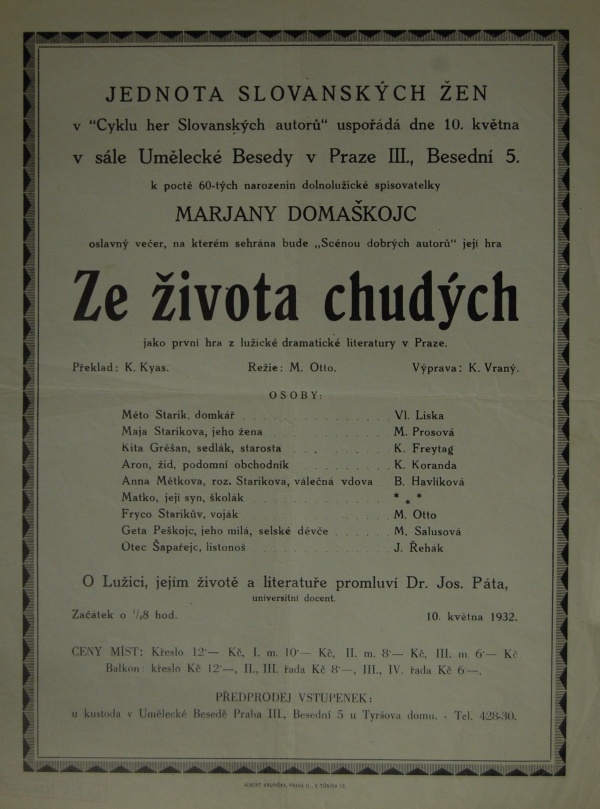 JEDNOTA SLOVANSKÝCH ŽEN
v "Cyklu her Slovanských autorů" uspořádá dne 10. května
v sále Umělecké Besedy v Praze III., Besední 5.
k poctě 60-tých narozenin dolnolužické spisovatelky
MARJANY DOMAŠKOJC
oslavný večer, na kterém sehrána bude „Scénou dobrých autorů" její hra
Ze života chudých
jako první hra z lužické dramatické literatury v Praze.
Překlad: K. Kyas. Režie: M. Otto. Výprava: K. Vraný.
OSOBY:
Méto Starik, domkář . . . . . . . . . . Vl. Liska
Maja Starikova, jeho žena . . . . . . . . M. Prosová
Kita Grěšan, sedlák, starosta . . . . . . K. Freytag
Aron, žid, podomní obchodník . . . . . . K. Koranda
Anna Mětkova, roz. Starikova, válečná vdova B. Havlíková
Matko, její syn, školák . . . . . . . . * * *
Fryco Starikův, voják . . . . . . . . . M. Otto
Geta Peškojc, jeho milá, selské děvče . . . M. Salusová
Otec Šapařejc, listonoš . . . . . . . . J. Řehák
O Lužici, jejím životě a literatuře promluví Dr. Jos. Páta,
universitní docent.
Začátek o ½8 hod. 10. května 1932.
CENY MÍST: Křeslo 12·— Kč, I. m. 10·— Kč, II. m. 8·— Kč, III. m. 6·— Kč
Balkon: křeslo Kč 12·—, II., III. řada Kč 8·—, III., IV. řada Kč 6·—.
PŘEDPRODEJ VSTUPENEK:
u kustoda v Umělecké Besedě Praha III., Besední 5 u Tyršova domu. - Tel. 428-30.
ALBERT KRUPIČKA, PRAHA II., V TŮNÍCH 12.